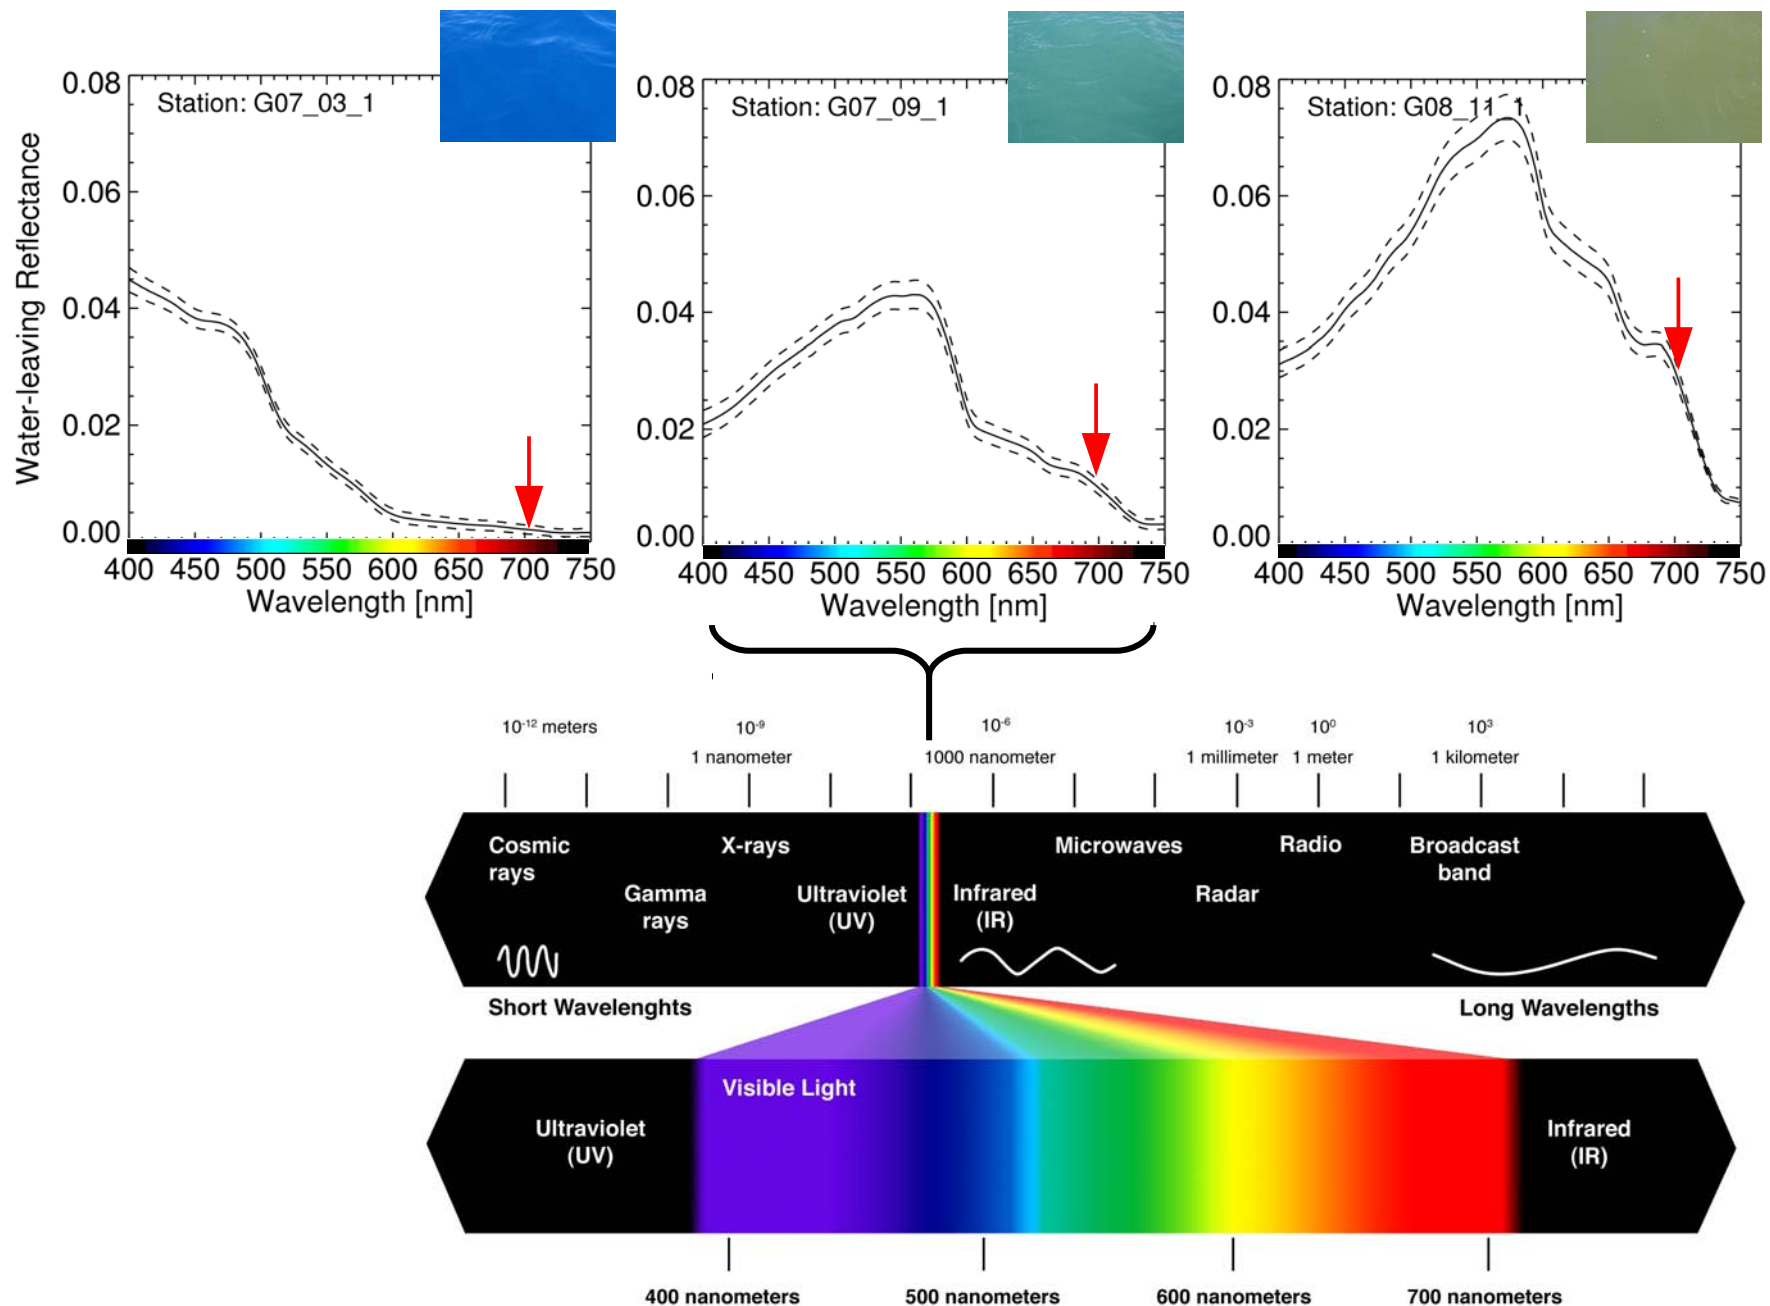 Station: G07_03_1
Water-leaving Reflectance
0.08
0.06
0.04
0.02
0.00
400 450 500 550 600 650 700 750
Wavelength [nm]
Station: G07_09_1
0.08
0.06
0.04
0.02
0.00
400 450 500 550 600 650 700 750
Wavelength [nm]
Station: G08_11_1
0.08
0.06
0.04
0.02
0.00
400 450 500 550 600 650 700 750
Wavelength [nm]
10⁻¹² meters 10⁻⁹ 10⁻⁶ 10⁻³ 10⁰ 10³
1 nanometer 1000 nanometer 1 millimeter 1 meter 1 kilometer
Cosmic rays
X-rays
Gamma rays
Ultraviolet (UV)
Infrared (IR)
Microwaves
Radar
Radio
Broadcast band
Short Wavelenghts
Long Wavelengths
Visible Light
Ultraviolet (UV)
Infrared (IR)
400 nanometers 500 nanometers 600 nanometers 700 nanometers